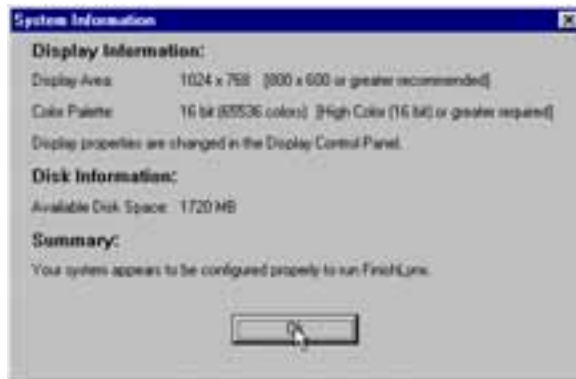 System Information
Display Information:
Display Area: 1024 x 768 [800 x 600 or greater recommended]
Color Palette: 16 bit (65536 colors) [High Color (16 bit) or greater required]
Display properties are changed in the Display Control Panel.
Disk Information:
Available Disk Space: 1720 MB
Summary:
Your system appears to be configured properly to run FinishLynx.
OK